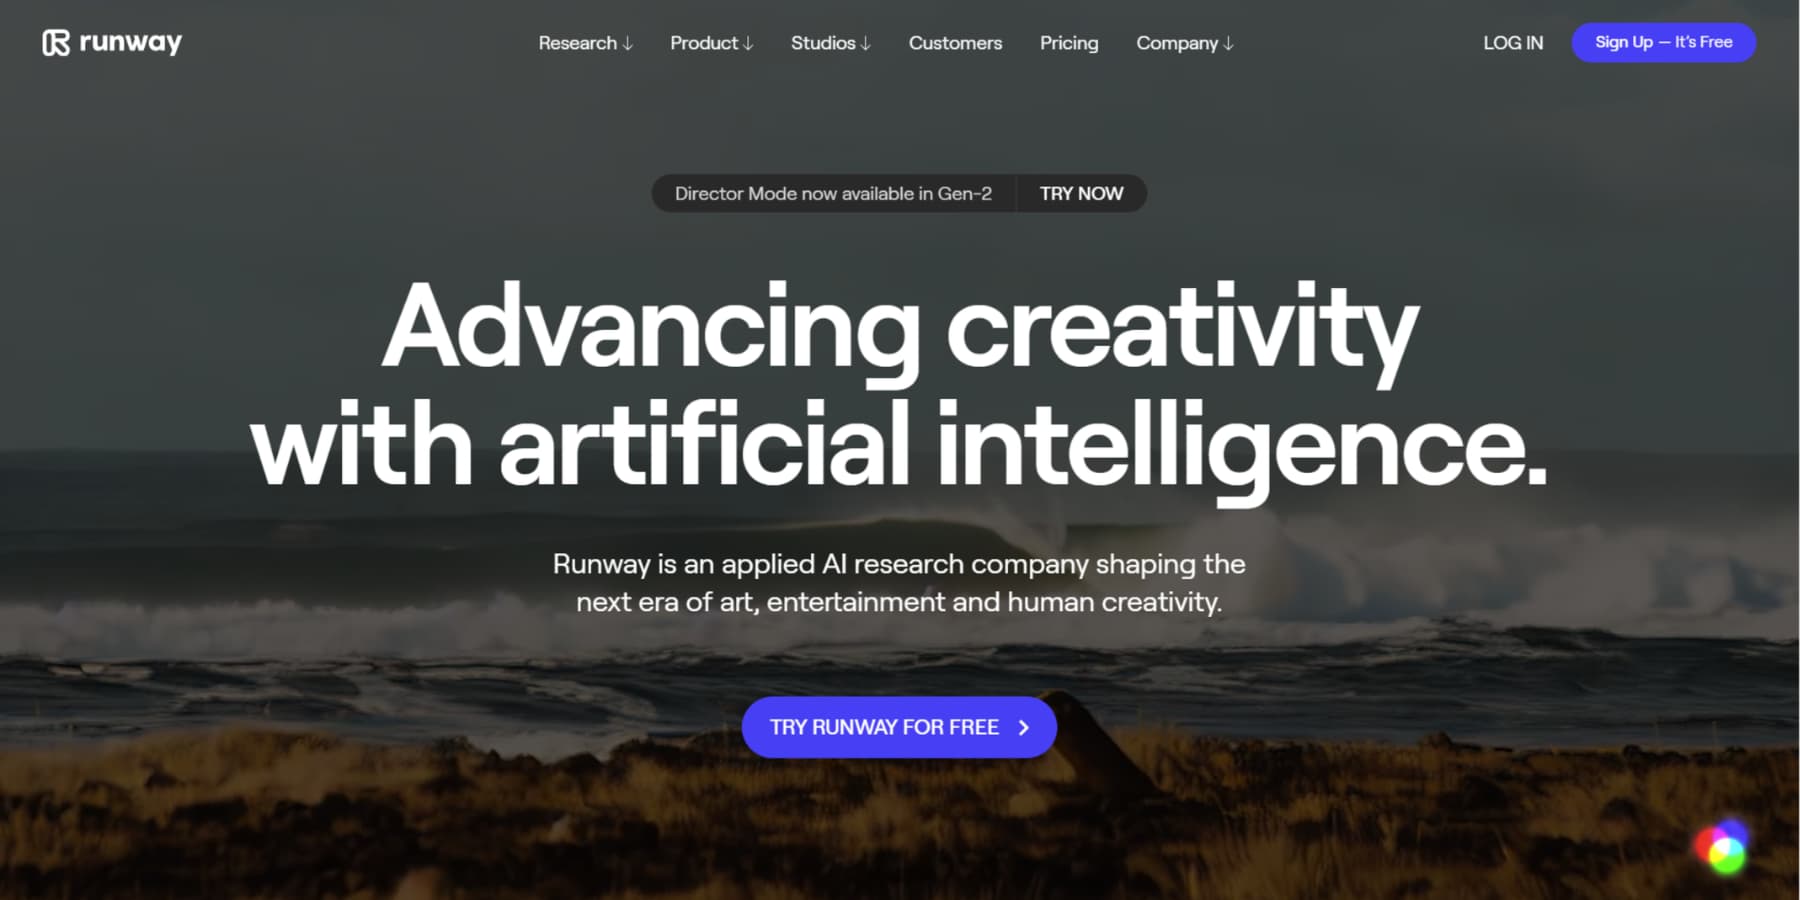 runway
Research ↓
Product ↓
Studios ↓
Customers
Pricing
Company ↓
LOG IN
Sign Up — It's Free
Director Mode now available in Gen-2
TRY NOW
Advancing creativity
with artificial intelligence.
Runway is an applied AI research company shaping the
next era of art, entertainment and human creativity.
TRY RUNWAY FOR FREE